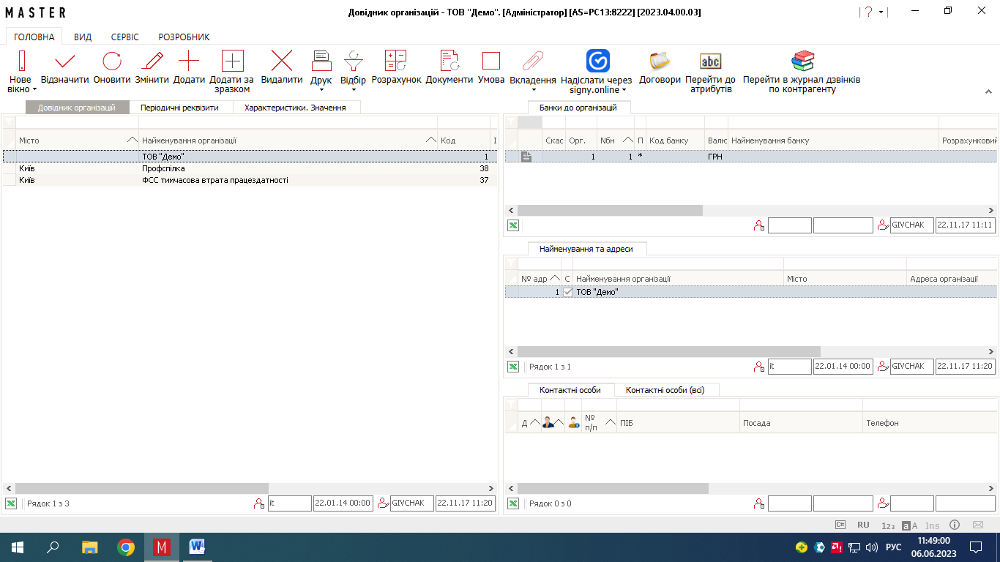 MASTER
Довідник організацій - ТОВ "Демо". [Адміністратор] [AS=PC13:8222] [2023.04.00.03]
ГОЛОВНА ВИД СЕРВІС РОЗРОБНИК
Нове вікно
Відзначити
Оновити
Змінити
Додати
Додати за зразком
Видалити
Друк
Відбір
Розрахунок
Документи
Умова
Вкладення
Надіслати через signy.online
Договори
abc
Перейти до атрибутів
Перейти в журнал дзвінків по контрагенту
Довідник організацій Періодичні реквізити Характеристики. Значення
Місто Найменування організації Код
ТОВ "Демо" 1
Київ Профспілка 38
Київ ФСС тимчасова втрата працездатності 37
Рядок 1 з 3 it 22.01.14 00:00 GIVCHAK 22.11.17 11:20
Банки до організацій
Скас Орг. Nбн П Код банку Валю Найменування банку Розрахунковий
1 1 * ГРН
GIVCHAK 22.11.17 11:11
Найменування та адреси
№ адр С Найменування організації Місто Адреса організації
1 ТОВ "Демо"
Рядок 1 з 1 it 22.01.14 00:00 GIVCHAK 22.11.17 11:20
Контактні особи Контактні особи (всі)
Д № п/п ПІБ Посада Телефон
Рядок 0 з 0
C# RU 123 aA Ins
M W РУС 11:49:00
06.06.2023